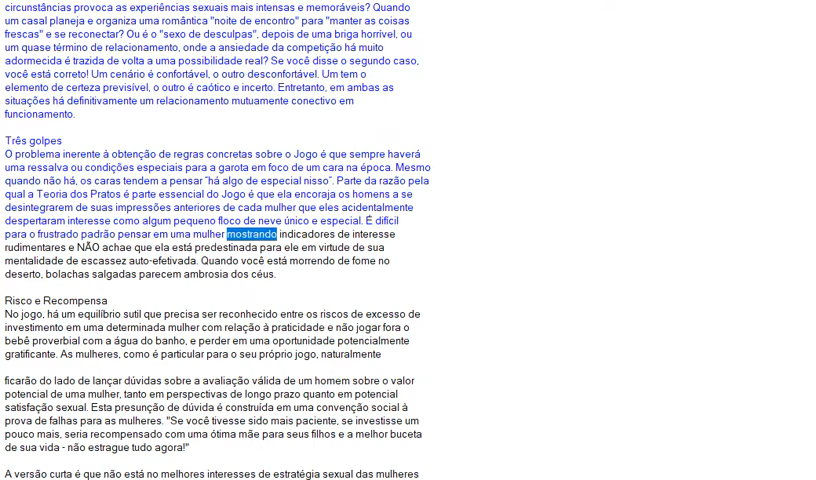 circunstâncias provoca as experiências sexuais mais intensas e memoráveis? Quando
um casal planeja e organiza uma romântica "noite de encontro" para "manter as coisas
frescas" e se reconectar? Ou é o "sexo de desculpas", depois de uma briga horrível, ou
um quase término de relacionamento, onde a ansiedade da competição há muito
adormecida é trazida de volta a uma possibilidade real? Se você disse o segundo caso,
você está correto! Um cenário é confortável, o outro desconfortável. Um tem o
elemento de certeza previsível, o outro é caótico e incerto. Entretanto, em ambas as
situações há definitivamente um relacionamento mutuamente conectivo em
funcionamento.
Três golpes
O problema inerente à obtenção de regras concretas sobre o Jogo é que sempre haverá
uma ressalva ou condições especiais para a garota em foco de um cara na época. Mesmo
quando não há, os caras tendem a pensar "há algo de especial nisso". Parte da razão pela
qual a Teoria dos Pratos é parte essencial do Jogo é que ela encoraja os homens a se
desintegrarem de suas impressões anteriores de cada mulher que eles acidentalmente
despertaram interesse como algum pequeno floco de neve único e especial. É difícil
para o frustrado padrão pensar em uma mulher mostrando indicadores de interesse
rudimentares e NÃO achae que ela está predestinada para ele em virtude de sua
mentalidade de escassez auto-efetivada. Quando você está morrendo de fome no
deserto, bolachas salgadas parecem ambrosia dos céus.
Risco e Recompensa
No jogo, há um equilíbrio sutil que precisa ser reconhecido entre os riscos de excesso de
investimento em uma determinada mulher com relação à praticidade e não jogar fora o
bebê proverbial com a água do banho, e perder em uma oportunidade potencialmente
gratificante. As mulheres, como é particular para o seu próprio jogo, naturalmente
ficarão do lado de lançar dúvidas sobre a avaliação válida de um homem sobre o valor
potencial de uma mulher, tanto em perspectivas de longo prazo quanto em potencial
satisfação sexual. Esta presunção de dúvida é construída em uma convenção social à
prova de falhas para as mulheres. "Se você tivesse sido mais paciente, se investisse um
pouco mais, seria recompensado com uma ótima mãe para seus filhos e a melhor buceta
de sua vida - não estrague tudo agora!"
A versão curta é que não está no melhores interesses de estratégia sexual das mulheres